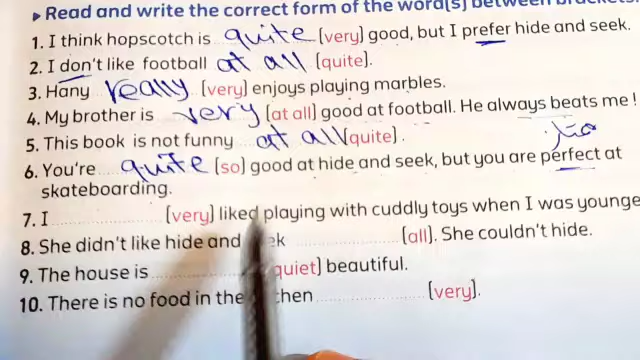 ▸ Read and write the correct form of the word(s) between brackets
1. I think hopscotch is quite (very) good, but I prefer hide and seek.
2. I don't like football at all (quite).
3. Hany really (very) enjoys playing marbles.
4. My brother is very (at all) good at football. He always beats me!
5. This book is not funny at all (quite).
6. You're quite (so) good at hide and seek, but you are perfect at
skateboarding.
7. I (very) liked playing with cuddly toys when I was
8. She didn't like hide and (all). She couldn't hide.
9. The house is (quiet) beautiful.
10. There is no food in the (very).